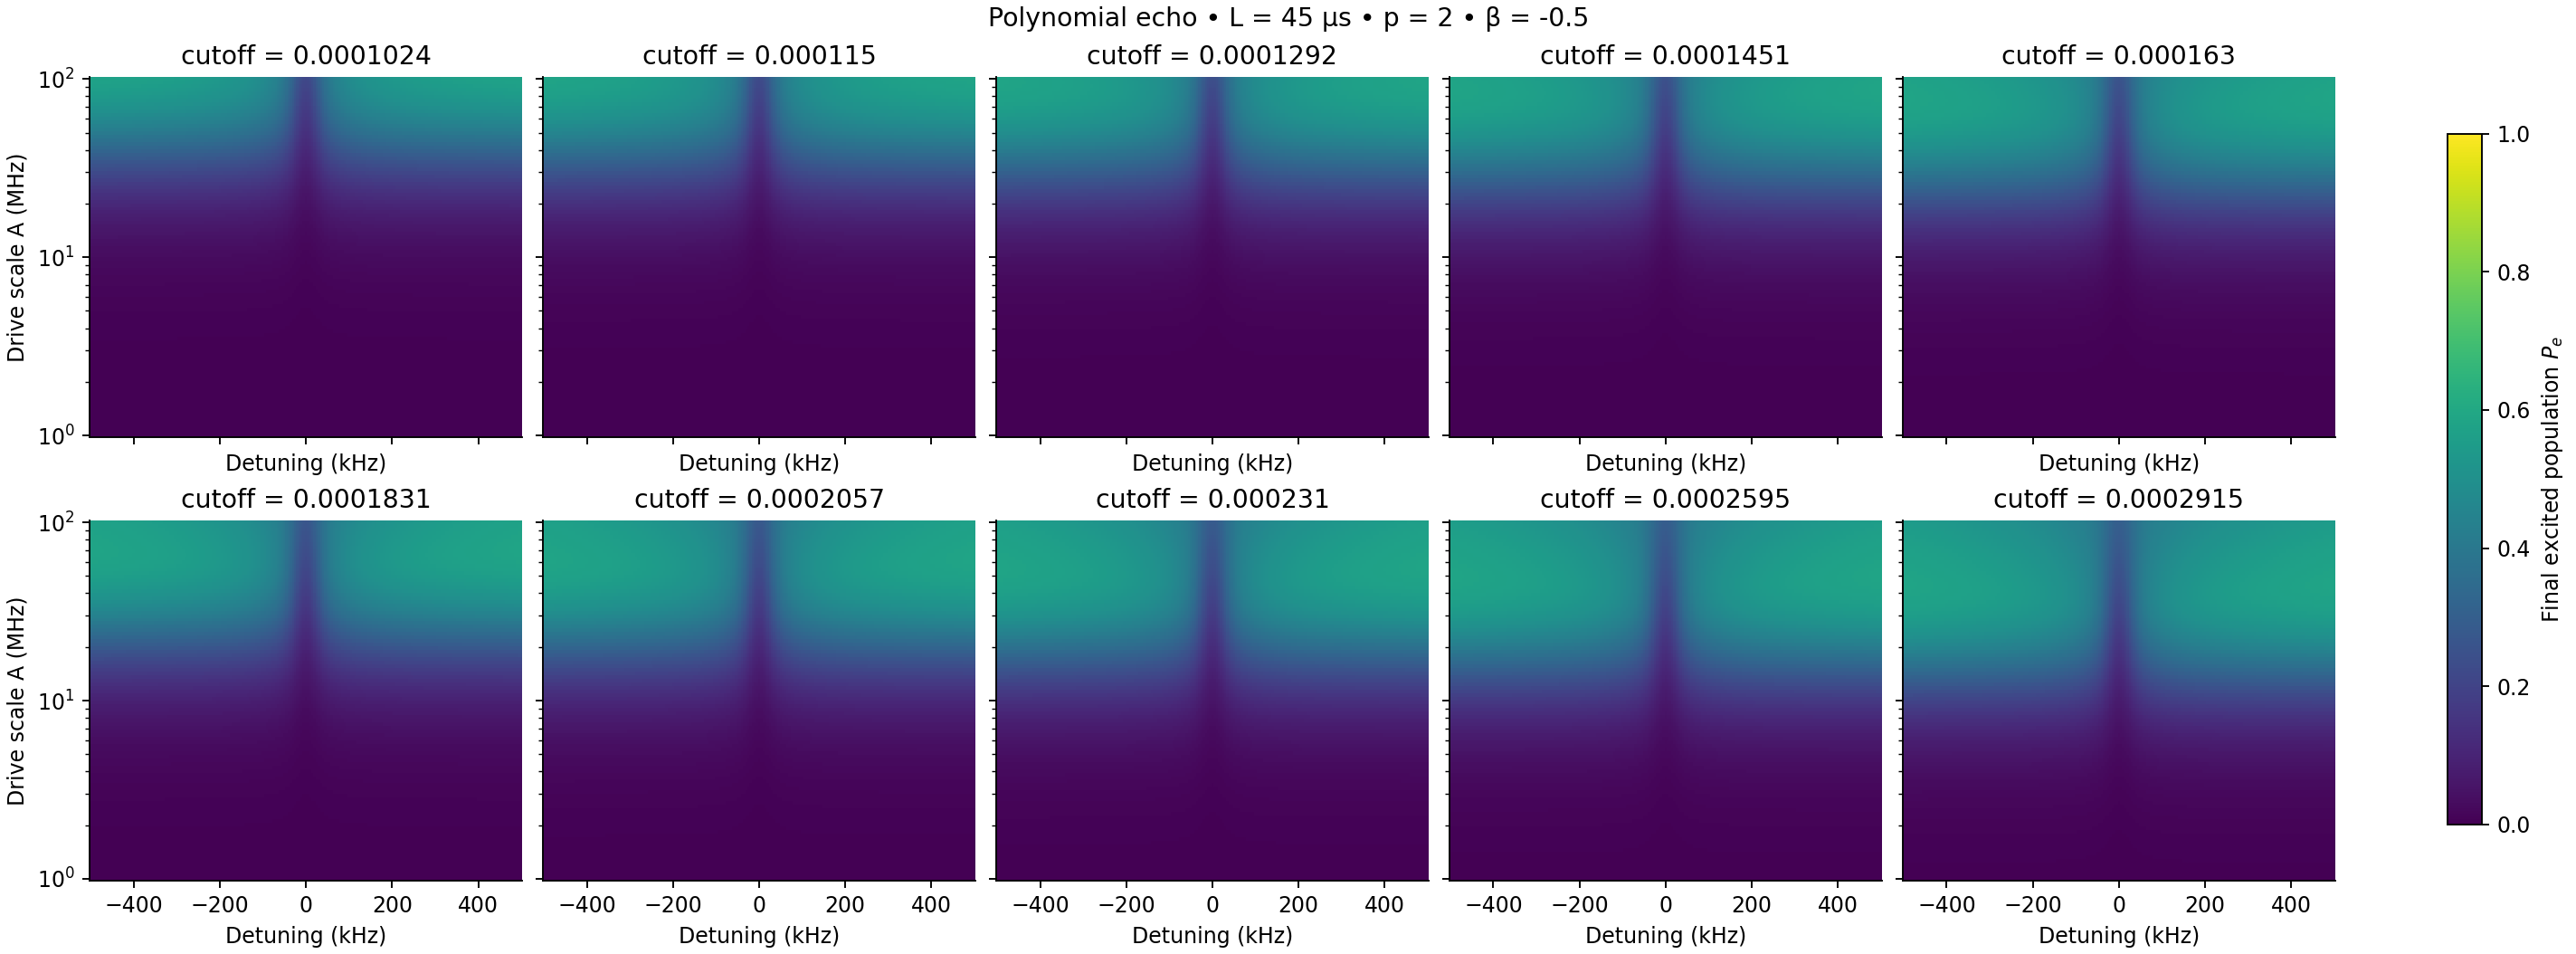 Polynomial echo • L = 45 μs • p = 2 • β = -0.5
cutoff = 0.0001024
cutoff = 0.000115
cutoff = 0.0001292
cutoff = 0.0001451
cutoff = 0.000163
Drive scale A (MHz)
10²
10¹
10⁰
Detuning (kHz)
Detuning (kHz)
Detuning (kHz)
Detuning (kHz)
Detuning (kHz)
cutoff = 0.0001831
cutoff = 0.0002057
cutoff = 0.000231
cutoff = 0.0002595
cutoff = 0.0002915
Drive scale A (MHz)
10²
10¹
10⁰
−400 −200 0 200 400
−400 −200 0 200 400
−400 −200 0 200 400
−400 −200 0 200 400
−400 −200 0 200 400
Detuning (kHz)
Detuning (kHz)
Detuning (kHz)
Detuning (kHz)
Detuning (kHz)
1.0
0.8
0.6
0.4
0.2
0.0
Final excited population Pₑ